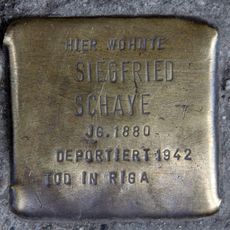 HIER WOHNTE
SIEGFRIED
SCHAYE
JG. 1880
DEPORTIERT 1942
TOD IN RIGA